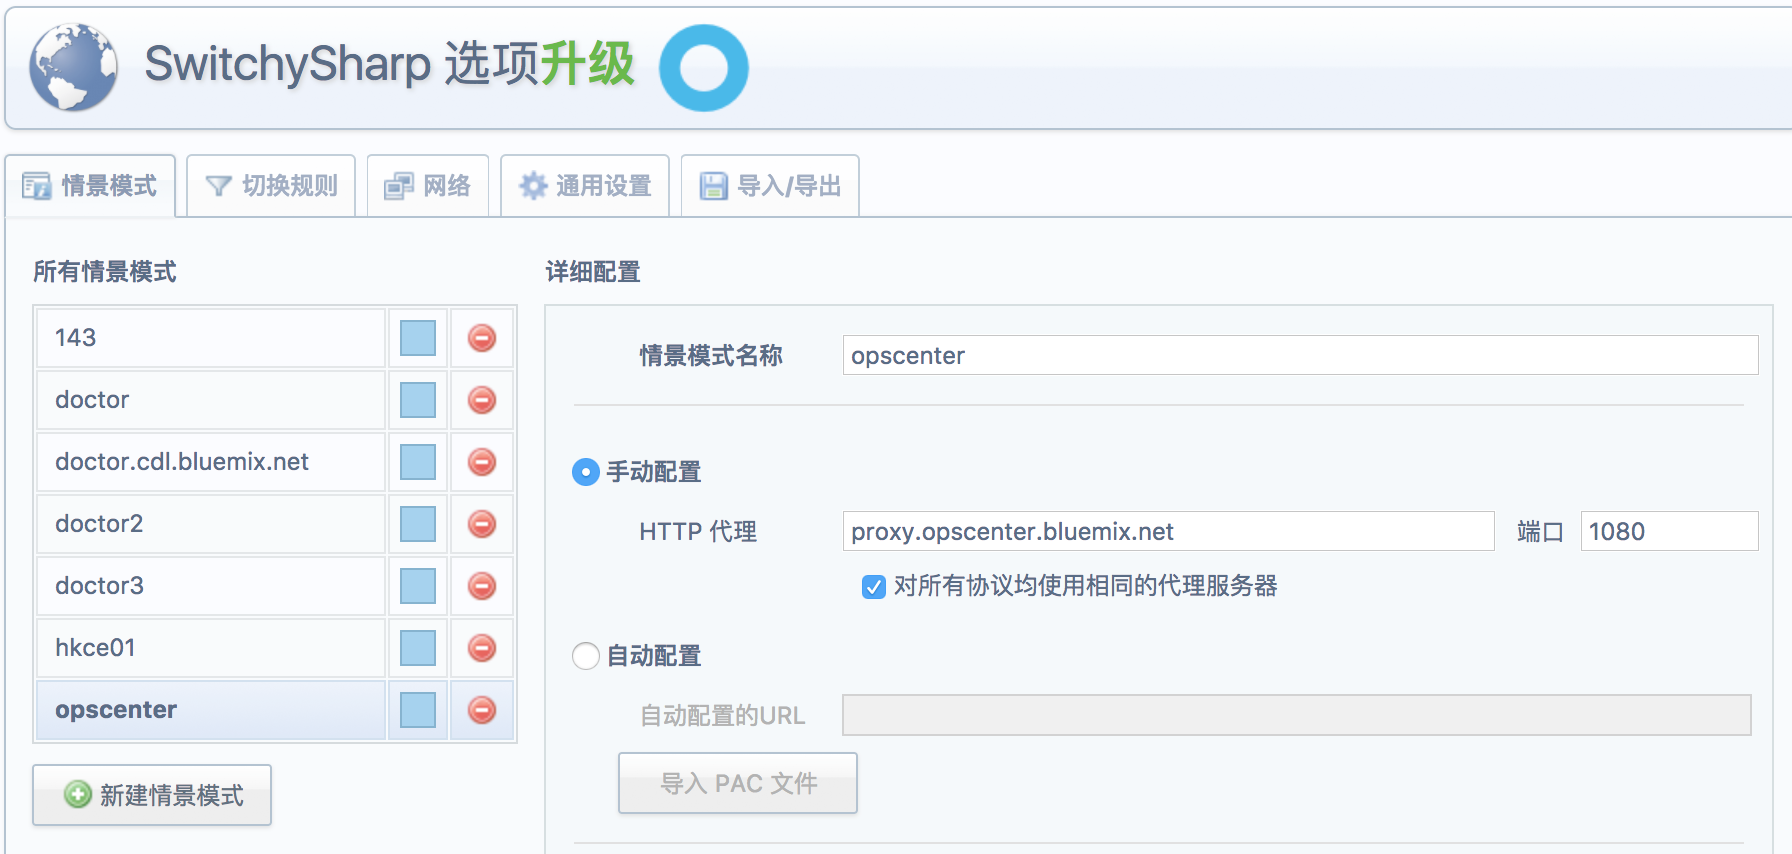 SwitchySharp 选项升级
情景模式
切换规则
网络
通用设置
导入/导出
所有情景模式
143
doctor
doctor.cdl.bluemix.net
doctor2
doctor3
hkce01
opscenter
新建情景模式
详细配置
情景模式名称 opscenter
手动配置
HTTP 代理 proxy.opscenter.bluemix.net 端口 1080
对所有协议均使用相同的代理服务器
自动配置
自动配置的URL
导入 PAC 文件